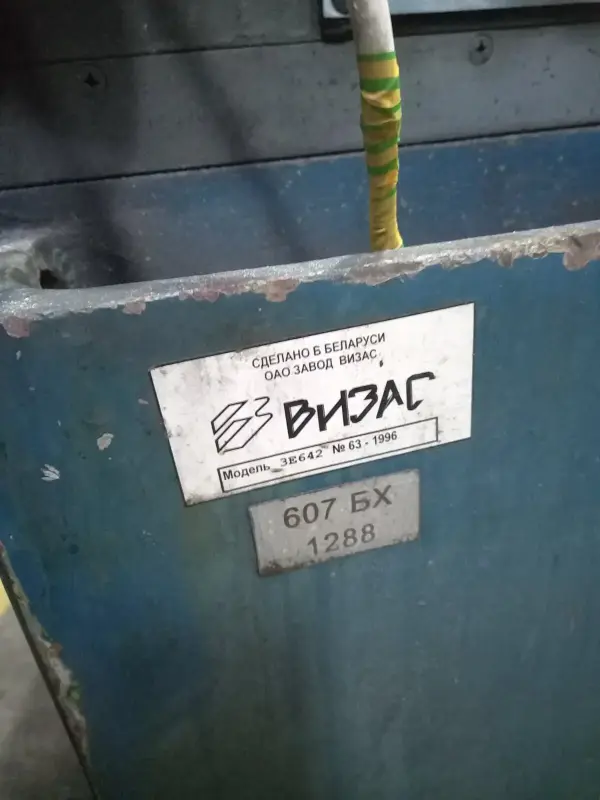 СДЕЛАНО Б БЕЛАРУСИ
ОАО ЗАВОД ВИЗАС
ВИЗАС
Модель 3Е642 № 63 - 1996
607 БХ
1288